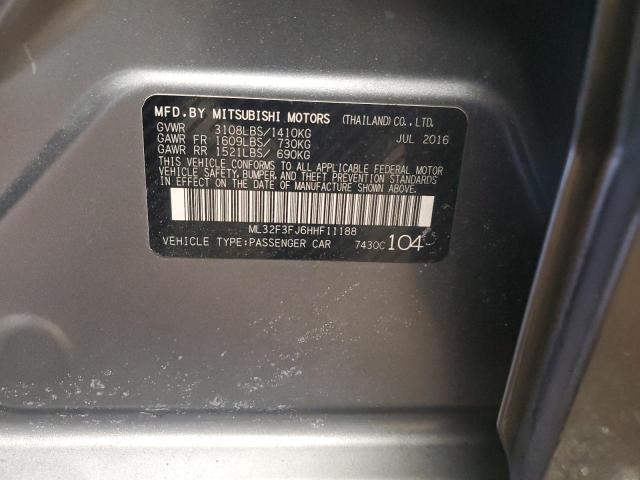 MFD.BY MITSUBISHI MOTORS (THAILAND) CO.,LTD.
GVWR 3108LBS/1410KG JUL 2016
GAWR FR 1609LBS/ 730KG
GAWR RR 1521LBS/ 690KG
THIS VEHICLE CONFORMS TO ALL APPLICABLE FEDERAL MOTOR
VEHICLE SAFETY, BUMPER, AND THEFT PREVENTION STANDARDS
IN EFFECT ON THE DATE OF MANUFACTURE SHOWN ABOVE.
ML32F3FJ6HHF11188
VEHICLE TYPE:PASSENGER CAR 7430C 104